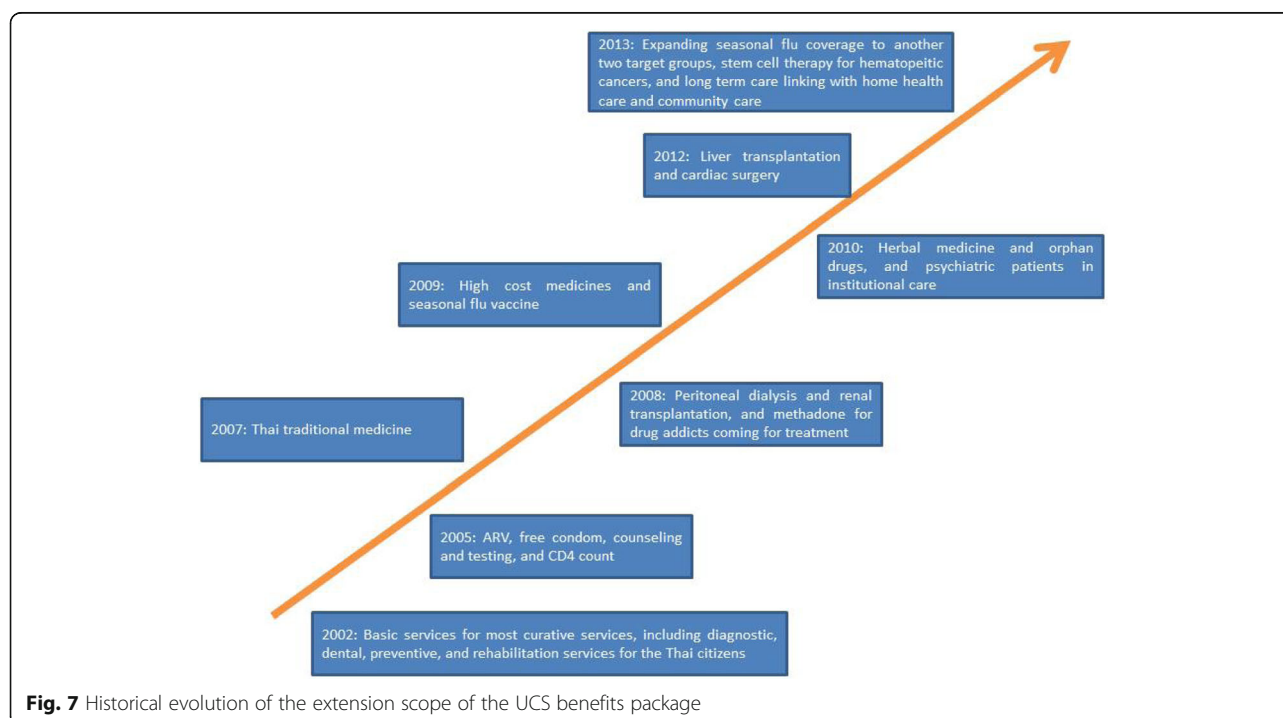 2013: Expanding seasonal flu coverage to another
two target groups, stem cell therapy for hematopeitic
cancers, and long term care linking with home health
care and community care
2012: Liver transplantation
and cardiac surgery
2010: Herbal medicine and orphan
drugs, and psychiatric patients in
institutional care
2009: High cost medicines and
seasonal flu vaccine
2008: Peritoneal dialysis and renal
transplantation, and methadone for
drug addicts coming for treatment
2007: Thai traditional medicine
2005: ARV, free condom, counseling
and testing, and CD4 count
2002: Basic services for most curative services, including diagnostic,
dental, preventive, and rehabilitation services for the Thai citizens
Fig. 7 Historical evolution of the extension scope of the UCS benefits package